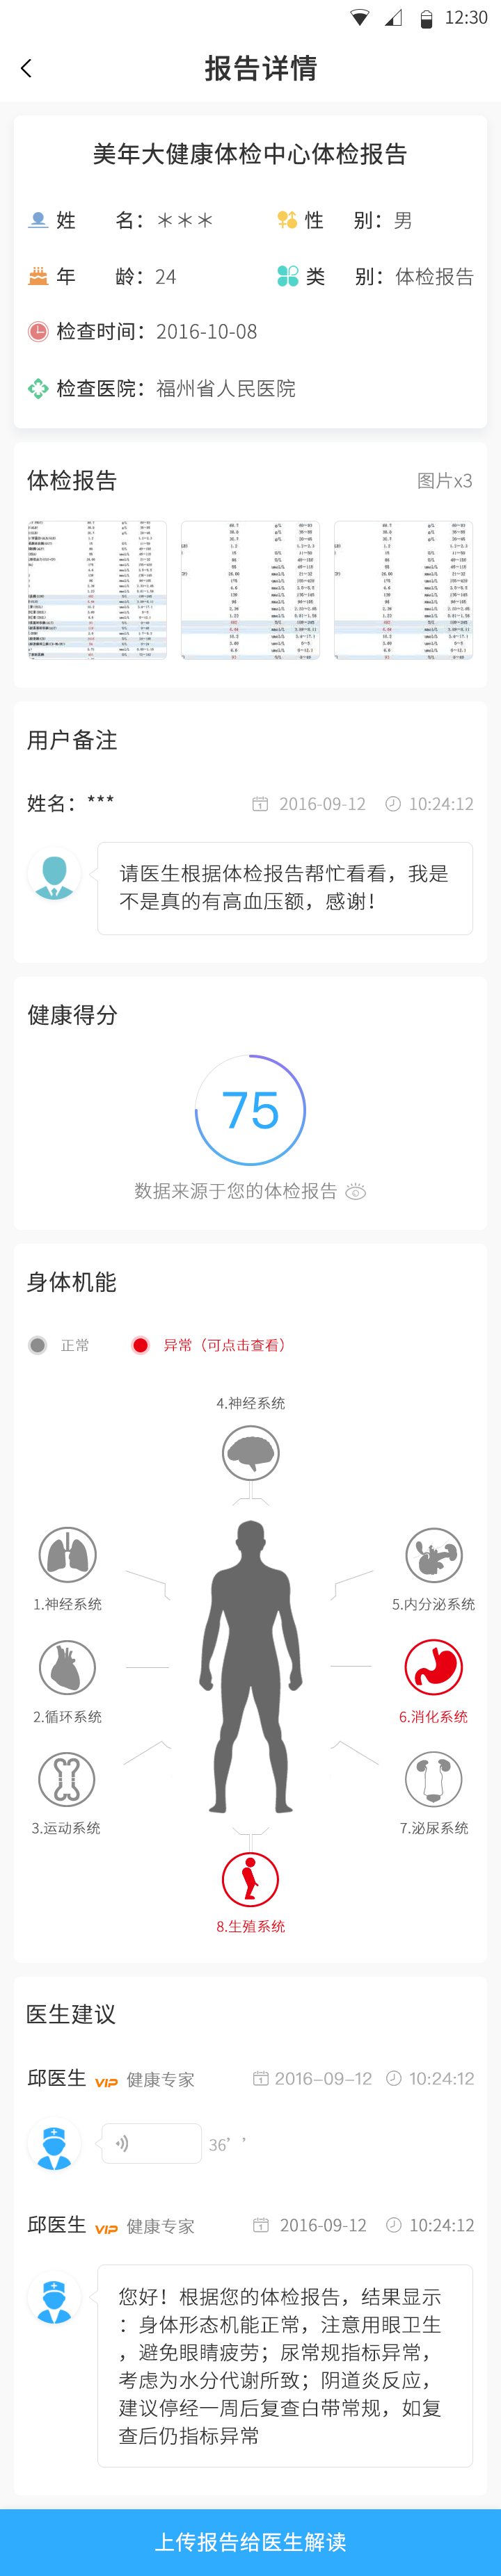 12:30
报告详情
美年大健康体检中心体检报告
姓 名：＊＊＊ 性 别：男
年 龄：24 类 别：体检报告
检查时间：2016-10-08
检查医院：福州省人民医院
体检报告 图片x3
用户备注
姓名：*** 2016-09-12 10:24:12
请医生根据体检报告帮忙看看，我是
不是真的有高血压额，感谢！
健康得分
75
数据来源于您的体检报告
身体机能
正常 异常（可点击查看）
4.神经系统
1.神经系统 5.内分泌系统
2.循环系统 6.消化系统
3.运动系统 7.泌尿系统
8.生殖系统
医生建议
邱医生 VIP 健康专家 2016-09-12 10:24:12
36’ ’
邱医生 VIP 健康专家 2016-09-12 10:24:12
您好！根据您的体检报告，结果显示
：身体形态机能正常，注意用眼卫生
，避免眼睛疲劳；尿常规指标异常，
考虑为水分代谢所致；阴道炎反应，
建议停经一周后复查白带常规，如复
查后仍指标异常
上传报告给医生解读